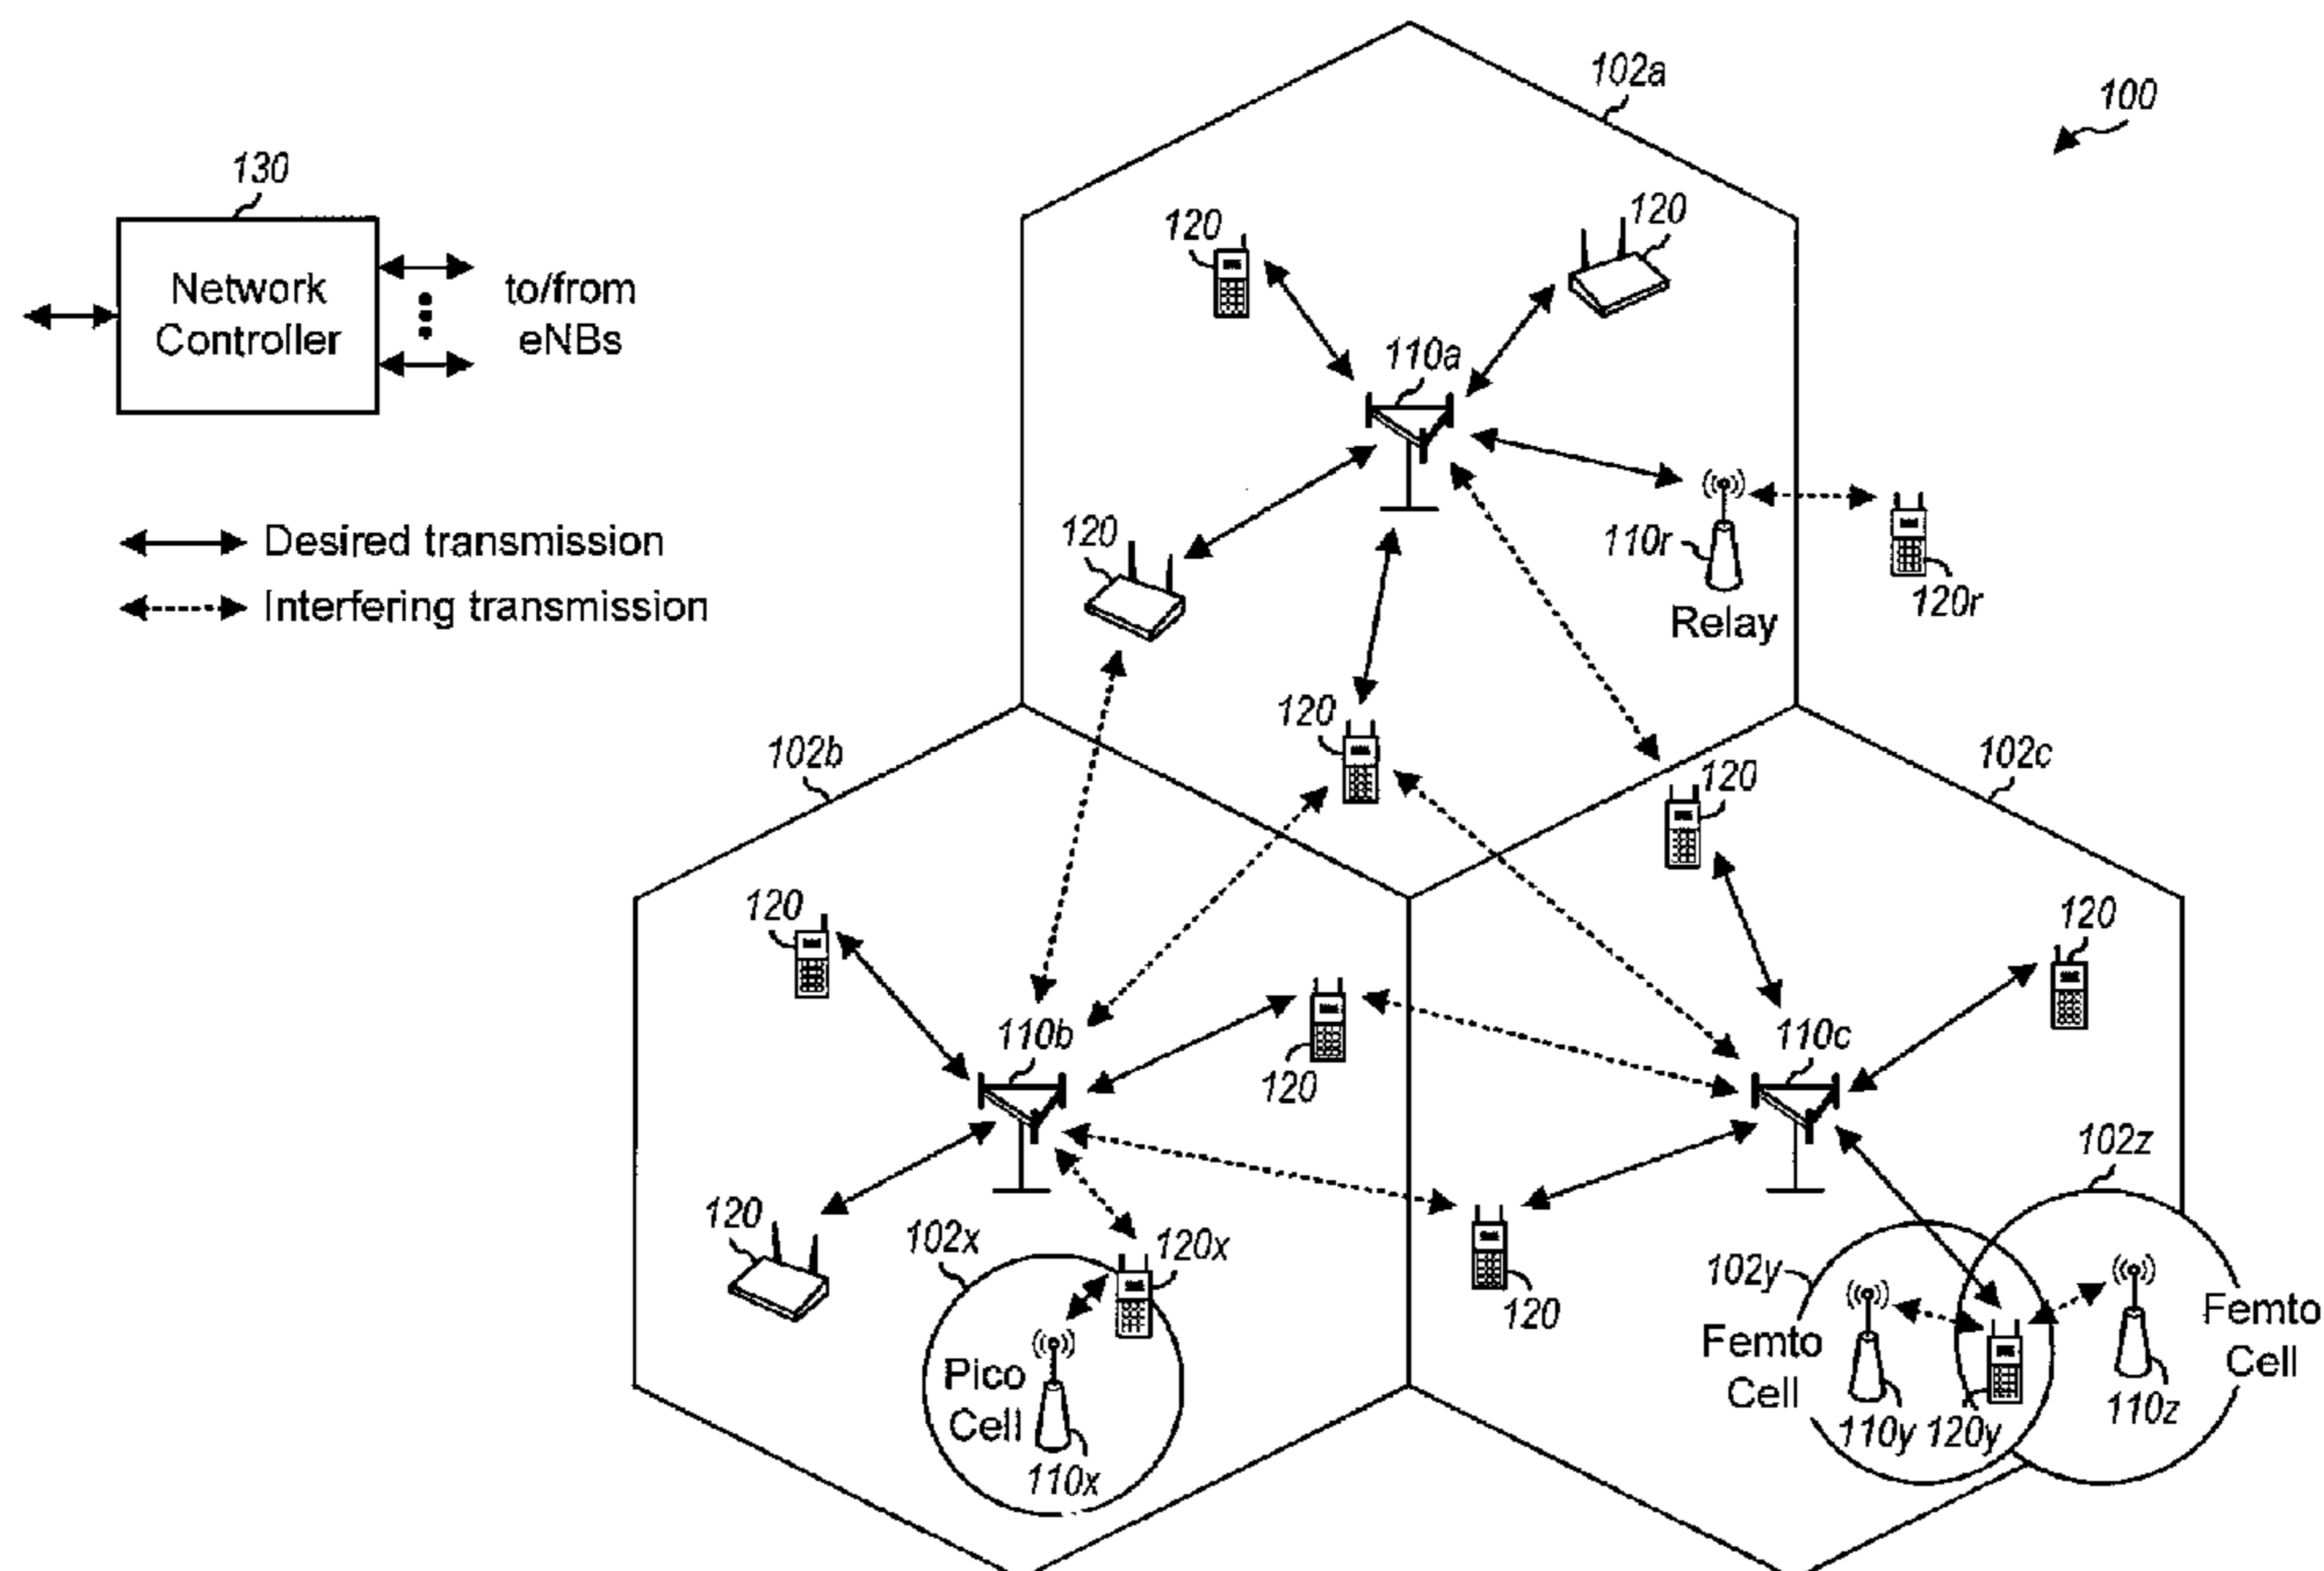 102a
100
130
120
120
Network
Controller
to/from
eNBs
110a
Desired transmission
Interfering transmission
120
110r
120r
Relay
120
102b
120
102c
120
120
110b
110c
120
102z
120
102x
120x
102y
120
Femto
Cell
Femto
Cell
Pico
Cell
110y
120y
110z
110x